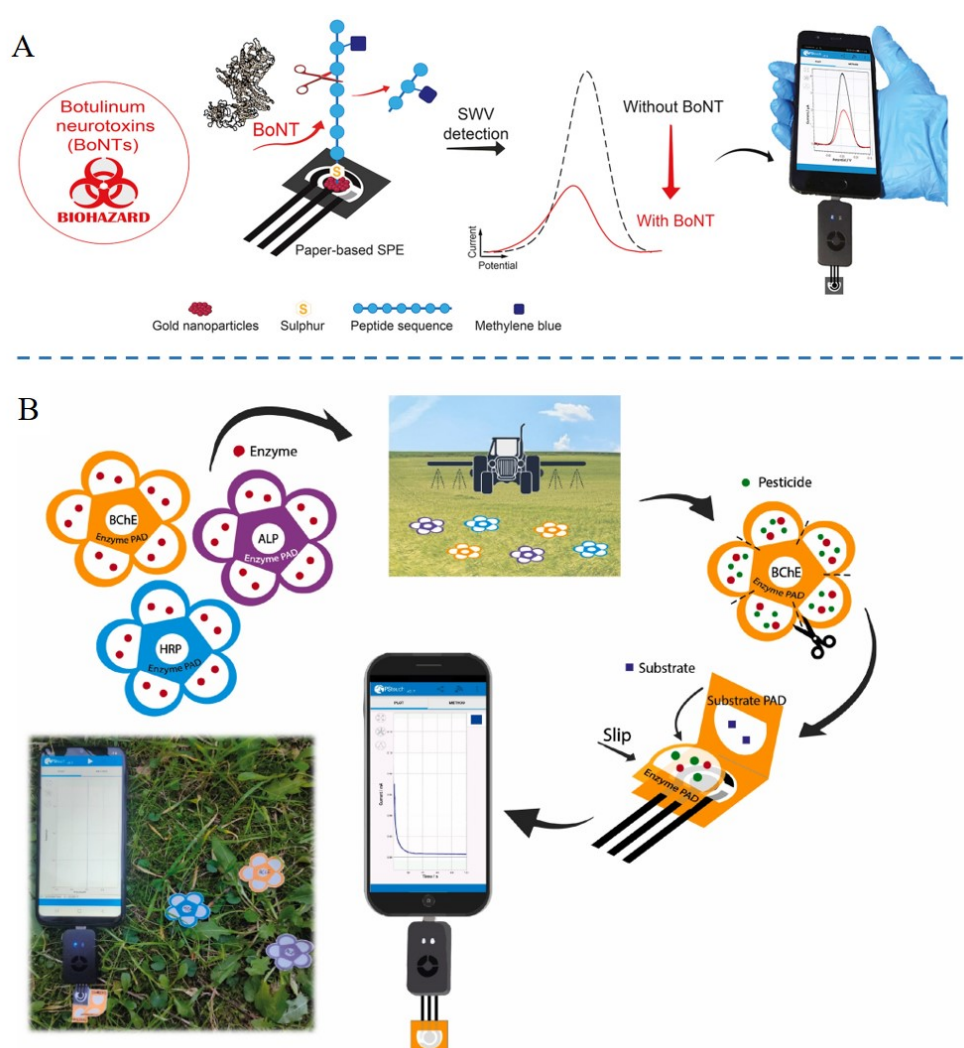 A
Botulinum
neurotoxins
(BoNTs)
BIOHAZARD
BoNT
S
Paper-based SPE
SWV
detection
Current
Potential
Without BoNT
With BoNT
Gold nanoparticles
S
Sulphur
Peptide sequence
Methylene blue
B
Enzyme
BChE
Enzyme PAD
ALP
Enzyme PAD
HRP
Enzyme PAD
Pesticide
BChE
Enzyme PAD
Substrate
Substrate PAD
Slip
Enzyme PAD
PStouch
PLOT
METHOD
Time / s